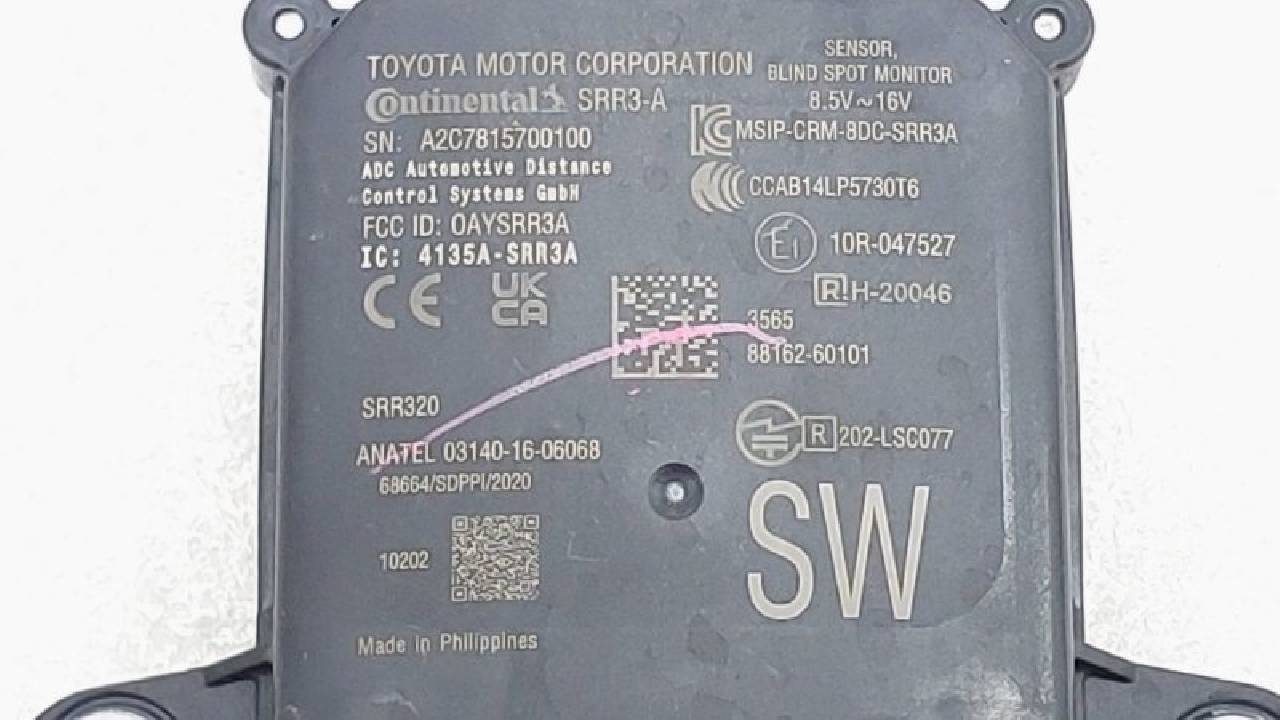 TOYOTA MOTOR CORPORATION
Continental SRR3-A
SN: A2C7815700100
ADC Automotive Distance
Control Systems GmbH
FCC ID: OAYSRR3A
IC: 4135A-SRR3A
CE UK CA
SENSOR,
BLIND SPOT MONITOR
8.5V~16V
KC MSIP-CRM-8DC-SRR3A
CCC CCAB14LP5730T6
E1 10R-047527
R! H-20046
3565
88162-60101
SRR320
ANATEL 03140-16-06068
68664/SDPPI/2020
R 202-LSC077
SW
10202
Made in Philippines